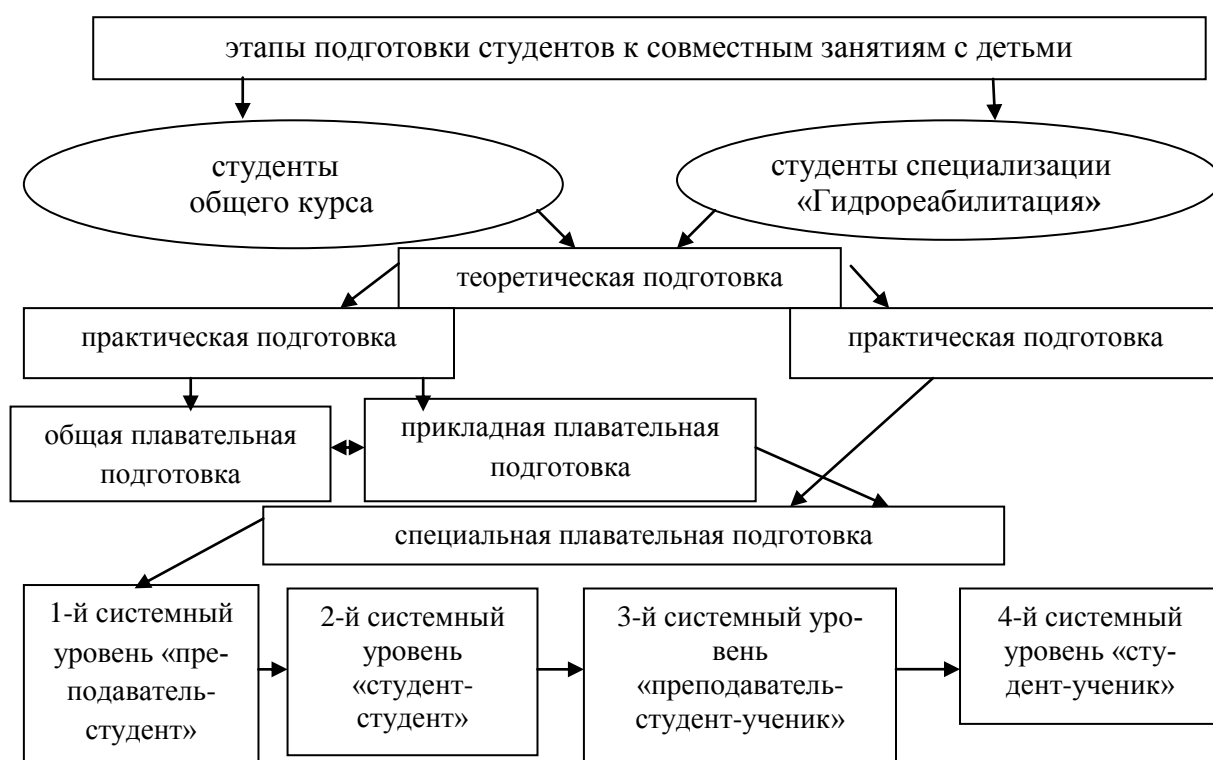 этапы подготовки студентов к совместным занятиям с детьми
студенты
общего курса
студенты специализации
«Гидрореабилитация»
теоретическая подготовка
практическая подготовка
практическая подготовка
общая плавательная
подготовка
прикладная плавательная
подготовка
специальная плавательная подготовка
1-й системный
уровень «пре-
подаватель-
студент»
2-й системный
уровень
«студент-
студент»
3-й системный уро-
вень
«преподаватель-
студент-ученик»
4-й системный
уровень «сту-
дент-ученик»